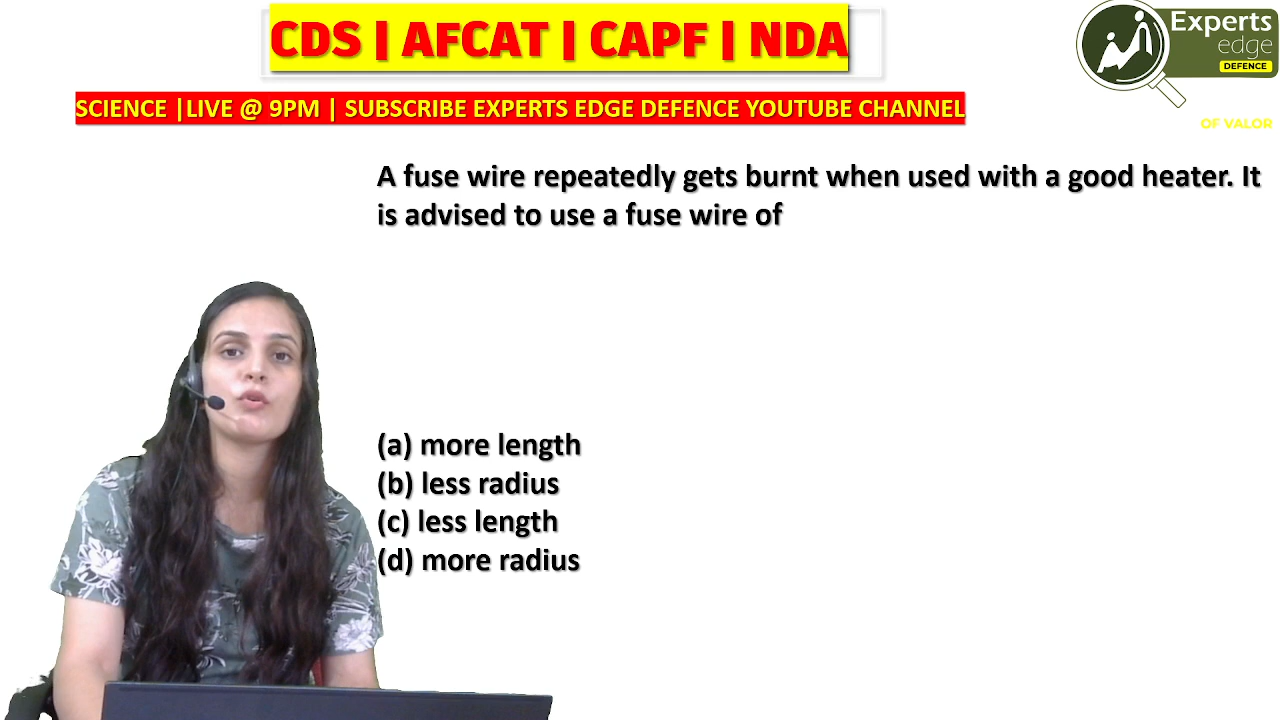 CDS | AFCAT | CAPF | NDA
Experts
edge
DEFENCE
SCIENCE |LIVE @ 9PM | SUBSCRIBE EXPERTS EDGE DEFENCE YOUTUBE CHANNEL
OF VALOR
A fuse wire repeatedly gets burnt when used with a good heater. It
is advised to use a fuse wire of
(a) more length
(b) less radius
(c) less length
(d) more radius